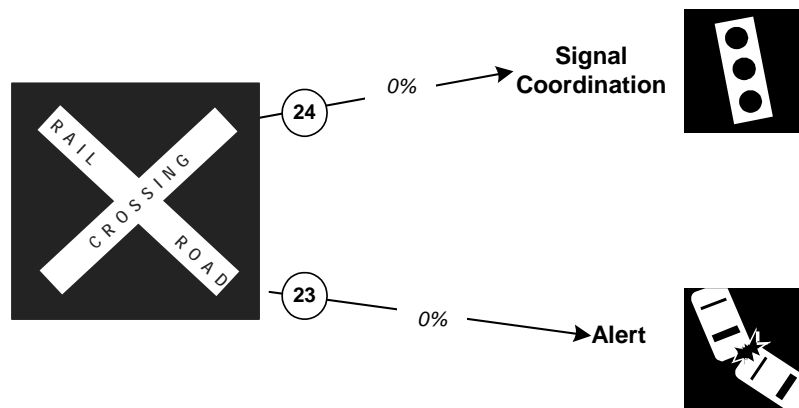 Signal
Coordination
0%
24
RAIL
CROSSING
ROAD
23
0%
Alert